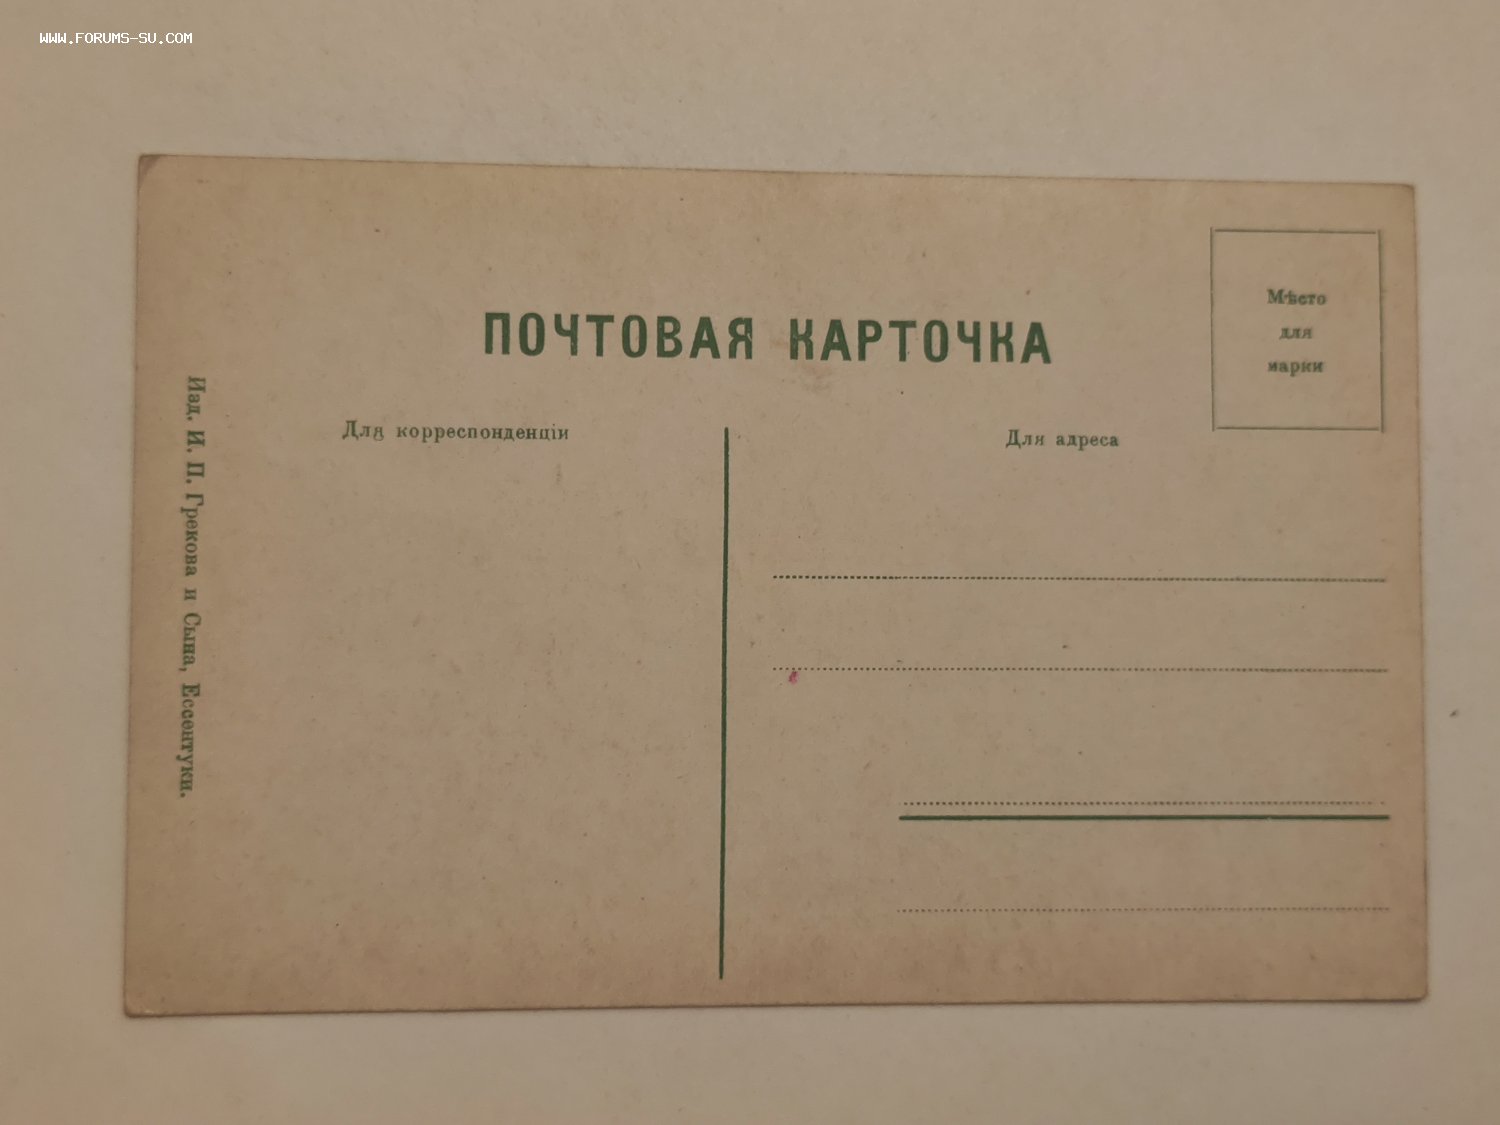 WWW.FORUMS-SU.COM
ПОЧТОВАЯ КАРТОЧКА
Мѣсто
для
марки
Для корреспонденціи
Для адреса
Изд. И. П. Грекова и Сына, Ессентуки.